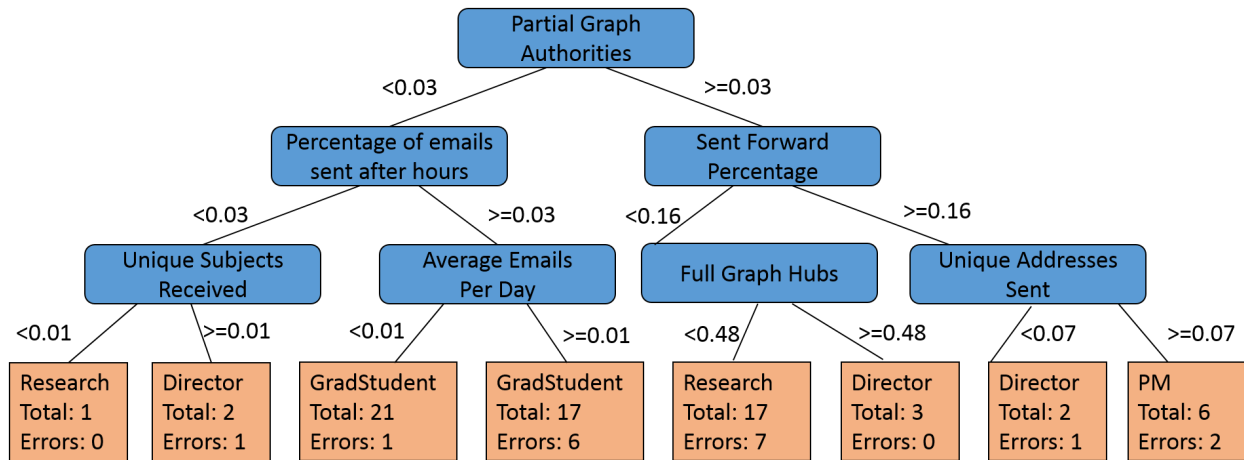 Partial Graph
Authorities
<0.03
>=0.03
Percentage of emails
sent after hours
Sent Forward
Percentage
<0.03
>=0.03
<0.16
>=0.16
Unique Subjects
Received
Average Emails
Per Day
Full Graph Hubs
Unique Addresses
Sent
<0.01
>=0.01
<0.01
>=0.01
<0.48
>=0.48
<0.07
>=0.07
Research
Total: 1
Errors: 0
Director
Total: 2
Errors: 1
GradStudent
Total: 21
Errors: 1
GradStudent
Total: 17
Errors: 6
Research
Total: 17
Errors: 7
Director
Total: 3
Errors: 0
Director
Total: 2
Errors: 1
PM
Total: 6
Errors: 2